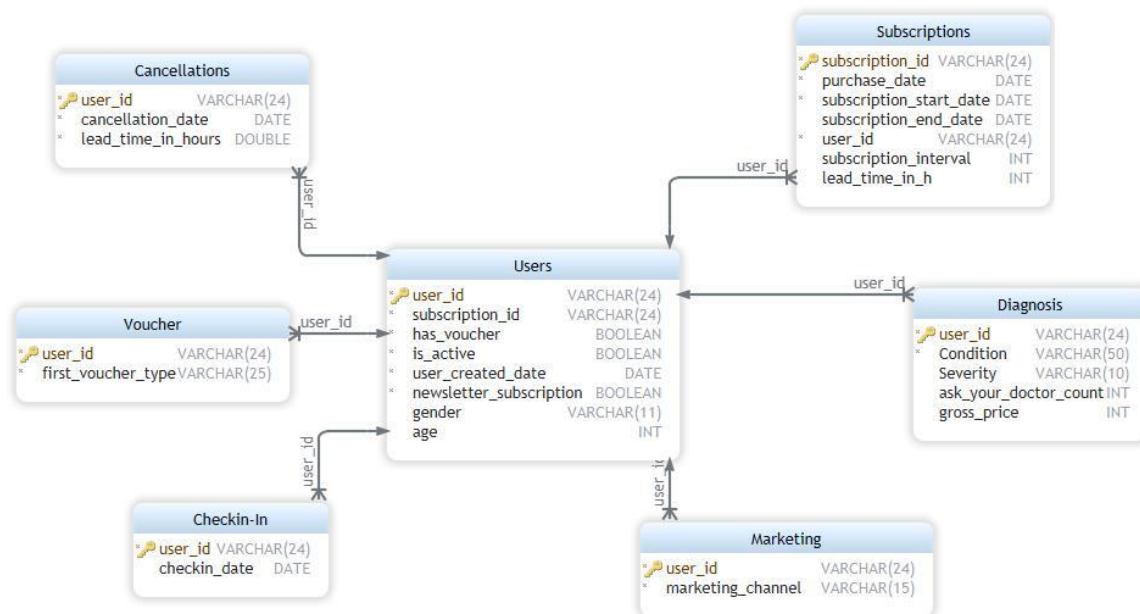 Subscriptions
subscription_id VARCHAR(24)
purchase_date DATE
subscription_start_date DATE
subscription_end_date DATE
user_id VARCHAR(24)
subscription_interval INT
lead_time_in_h INT
Cancellations
user_id VARCHAR(24)
cancellation_date DATE
lead_time_in_hours DOUBLE
user_id
user_id
Users
user_id VARCHAR(24)
subscription_id VARCHAR(24)
has_voucher BOOLEAN
is_active BOOLEAN
user_created_date DATE
newsletter_subscription BOOLEAN
gender VARCHAR(11)
age INT
user_id
Diagnosis
user_id VARCHAR(24)
Condition VARCHAR(50)
Severity VARCHAR(10)
ask_your_doctor_count INT
gross_price INT
Voucher
user_id VARCHAR(24)
first_voucher_type VARCHAR(25)
user_id
user_id
Checkin-In
user_id VARCHAR(24)
checkin_date DATE
user_id
Marketing
user_id VARCHAR(24)
marketing_channel VARCHAR(15)